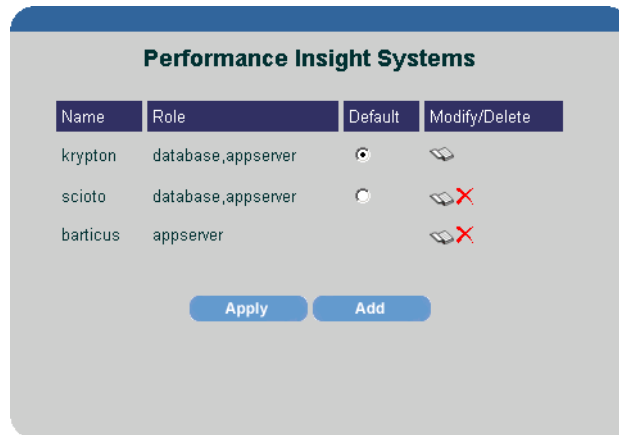 Performance Insight Systems
Name Role Default Modify/Delete
krypton database,appserver
scioto database,appserver
barticus appserver
Apply Add